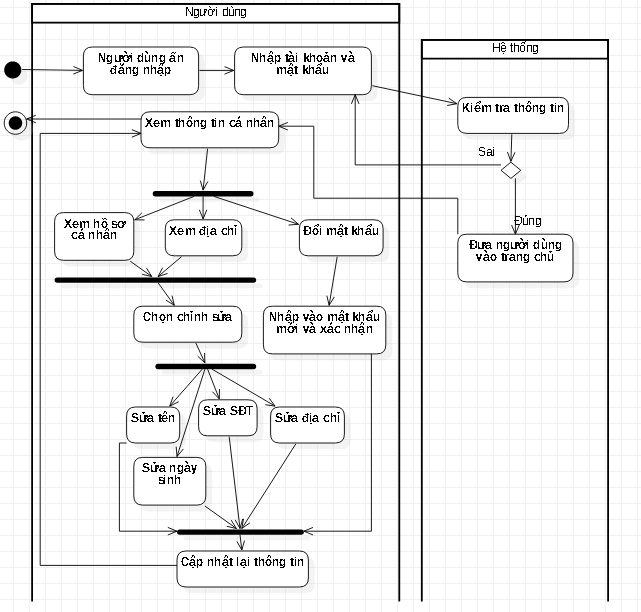 Người dùng
Hệ thống
Người dùng ấn
đăng nhập
Nhập tài khoản và
mật khẩu
Kiểm tra thông tin
Xem thông tin cá nhân
Sai
Đúng
Xem hồ sơ
cá nhân
Xem địa chỉ
Đổi mật khẩu
Đưa người dùng
vào trang chủ
Chọn chỉnh sửa
Nhập vào mật khẩu
mới và xác nhận
Sửa tên
Sửa SĐT
Sửa địa chỉ
Sửa ngày
sinh
Cập nhật lại thông tin